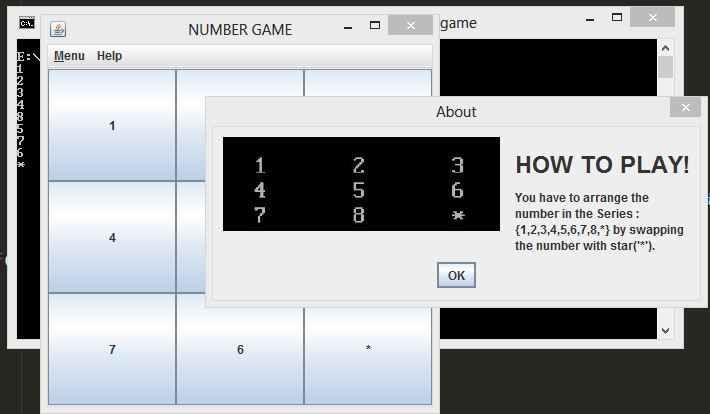 C:\.
NUMBER GAME
game
Menu Help
E:\
1
2
3
4
8
5
7
6
*
1
4
7 6 *
About
1 2 3
4 5 6
7 8 *
HOW TO PLAY!
You have to arrange the
number in the Series :
{1,2,3,4,5,6,7,8,*} by swapping
the number with star('*').
OK